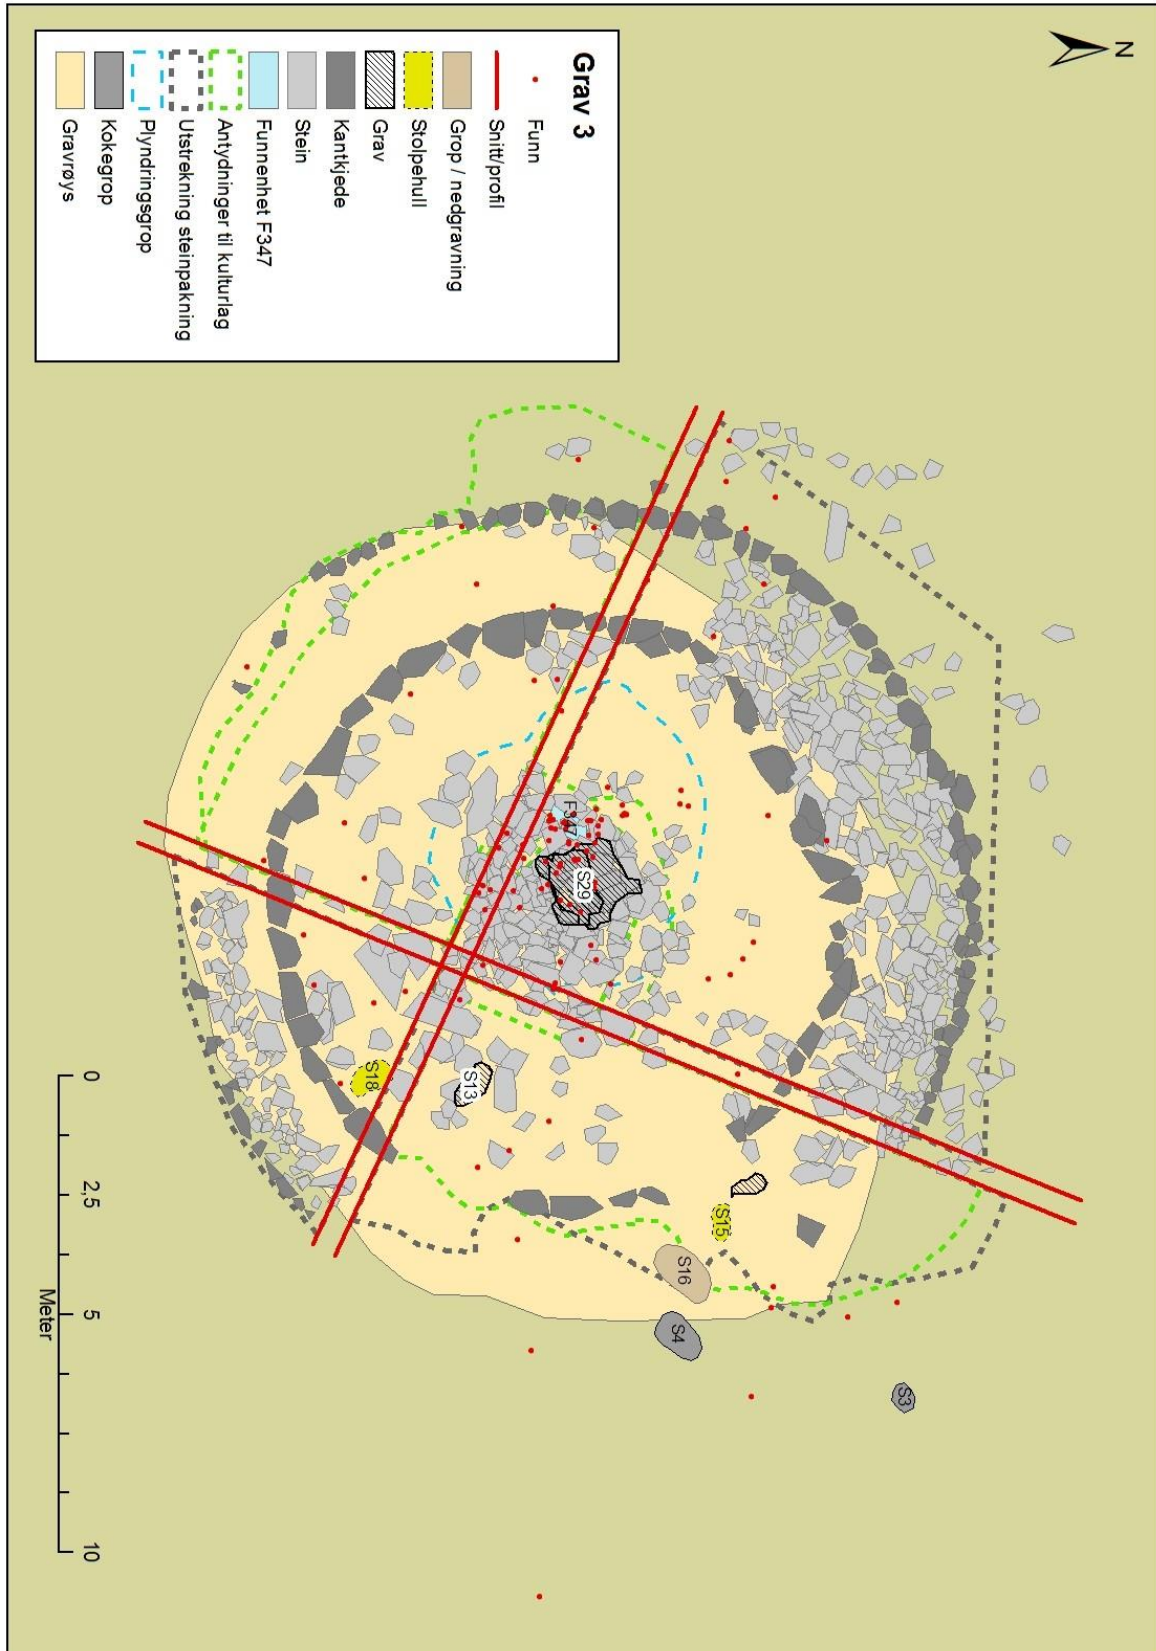 N
Grav 3
Funn
Snitt/profil
Grop / nedgravning
Stolpehull
Grav
Kantkjede
Stein
Funnenhet F347
Antydninger til kulturlag
Utstrekning steinpakning
Plyndringsgrop
Kokegrop
Gravrøys
F347
S29
S13
S18
S15
S16
S4
S3
0 2,5 5 10
Meter